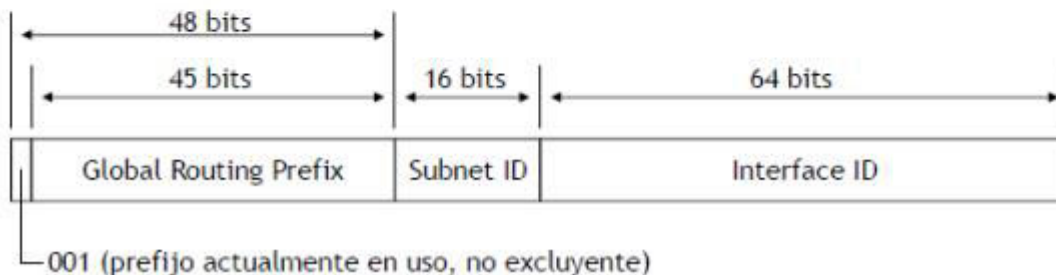 48 bits
45 bits 16 bits 64 bits
Global Routing Prefix Subnet ID Interface ID
001 (prefijo actualmente en uso, no excluyente)